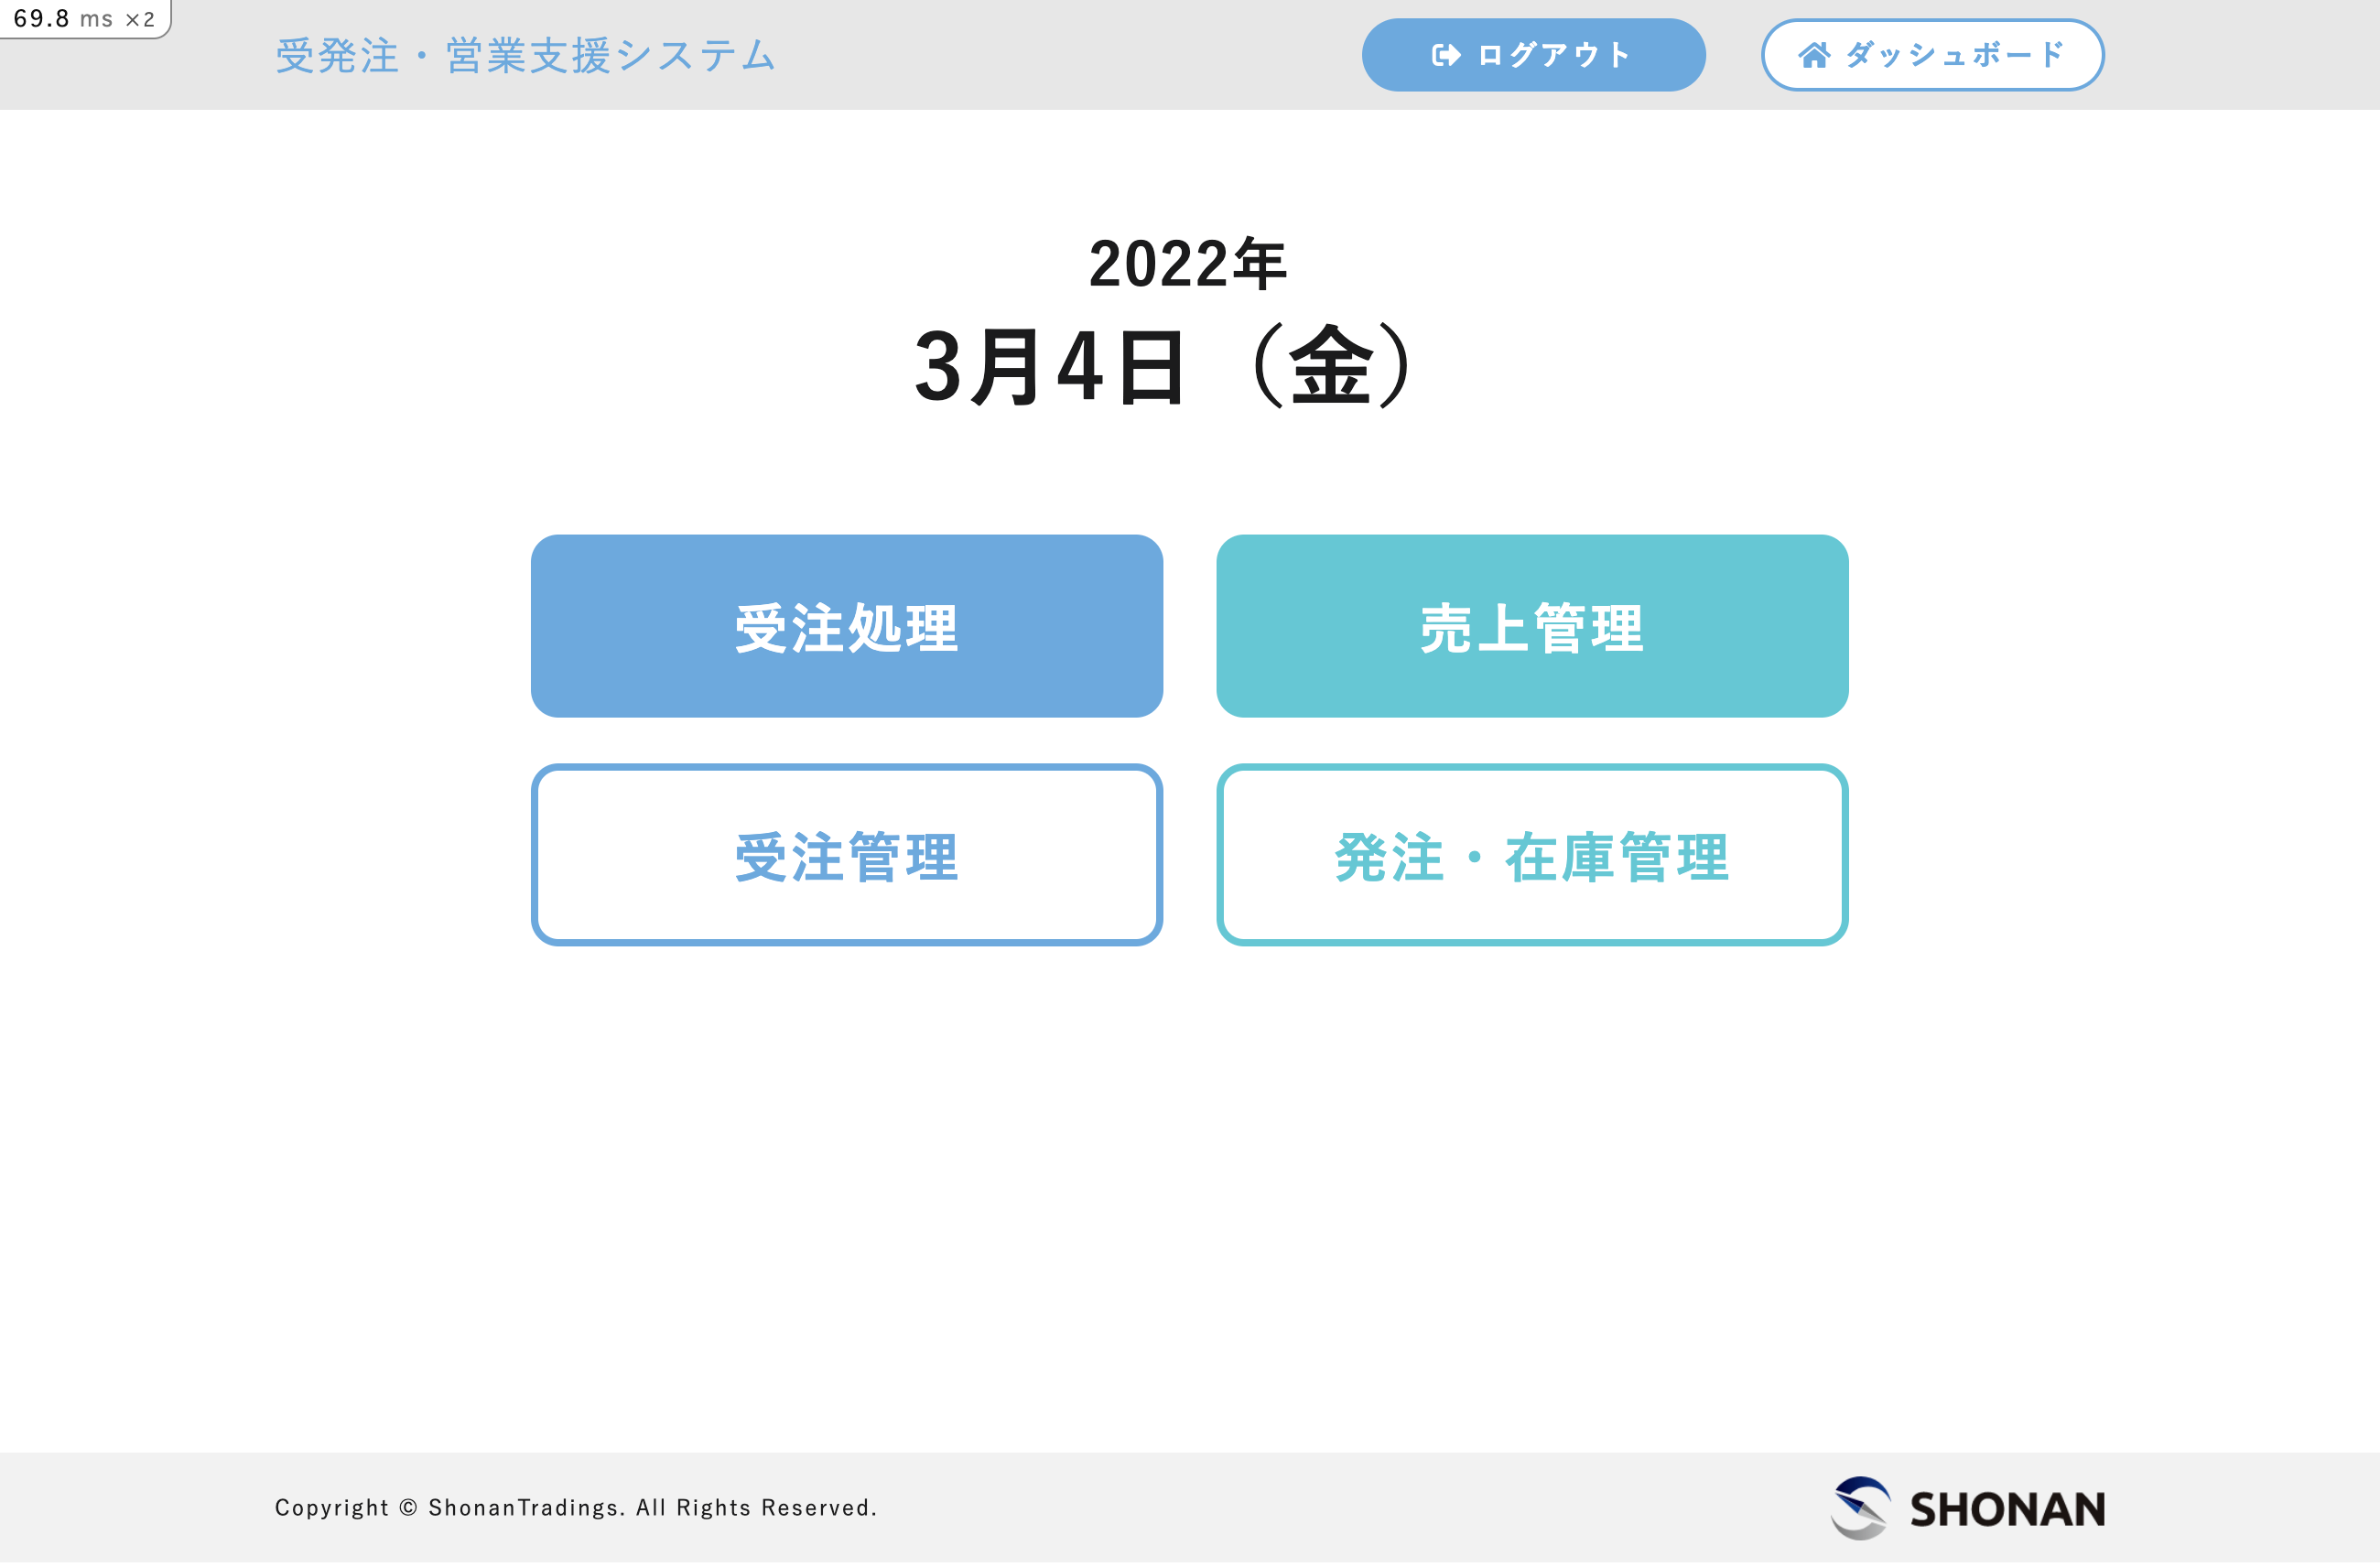 69.8 ms ×2
受発注・営業支援システム
ログアウト
ダッシュボード
2022年
3月4日（金）
受注処理
売上管理
受注管理
発注・在庫管理
Copyright © ShonanTradings. All Rights Reserved.
SHONAN